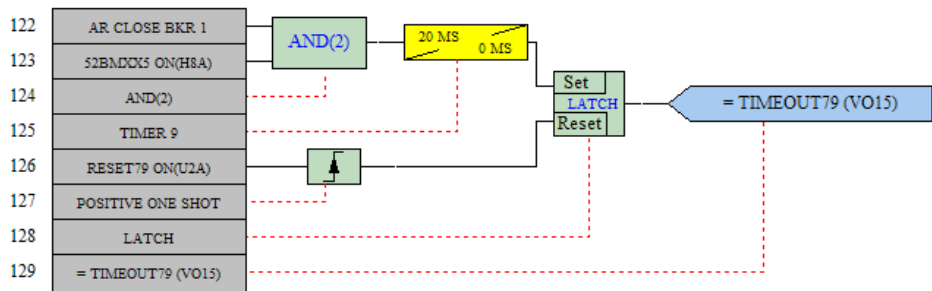 122 AR CLOSE BKR 1
123 52BMXX5 ON(H8A)
124 AND(2)
125 TIMER 9
126 RESET79 ON(U2A)
127 POSITIVE ONE SHOT
128 LATCH
129 = TIMEOUT79 (VO15)
AND(2)
20 MS
0 MS
Set
LATCH
Reset
= TIMEOUT79 (VO15)